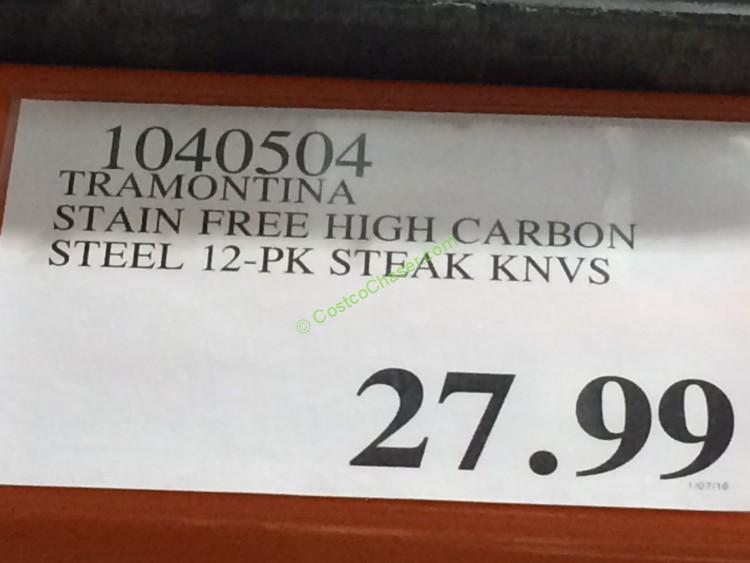 1040504
TRAMONTINA
STAIN FREE HIGH CARBON
STEEL 12-PK STEAK KNVS
© CostcoChaser.com
27.99
1/07/16